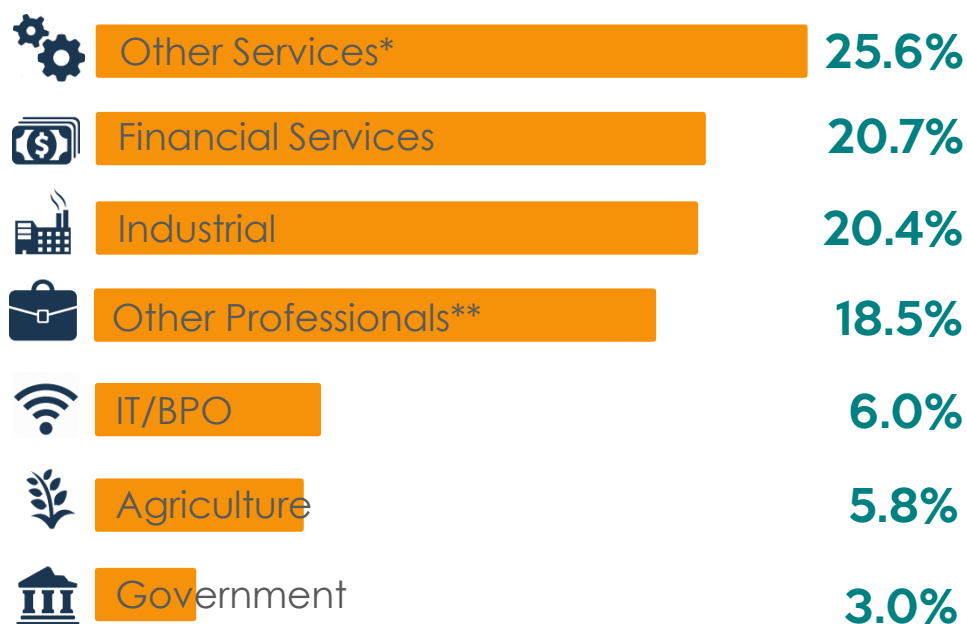 Other Services* 25.6%
Financial Services 20.7%
Industrial 20.4%
Other Professionals** 18.5%
IT/BPO 6.0%
Agriculture 5.8%
Government 3.0%